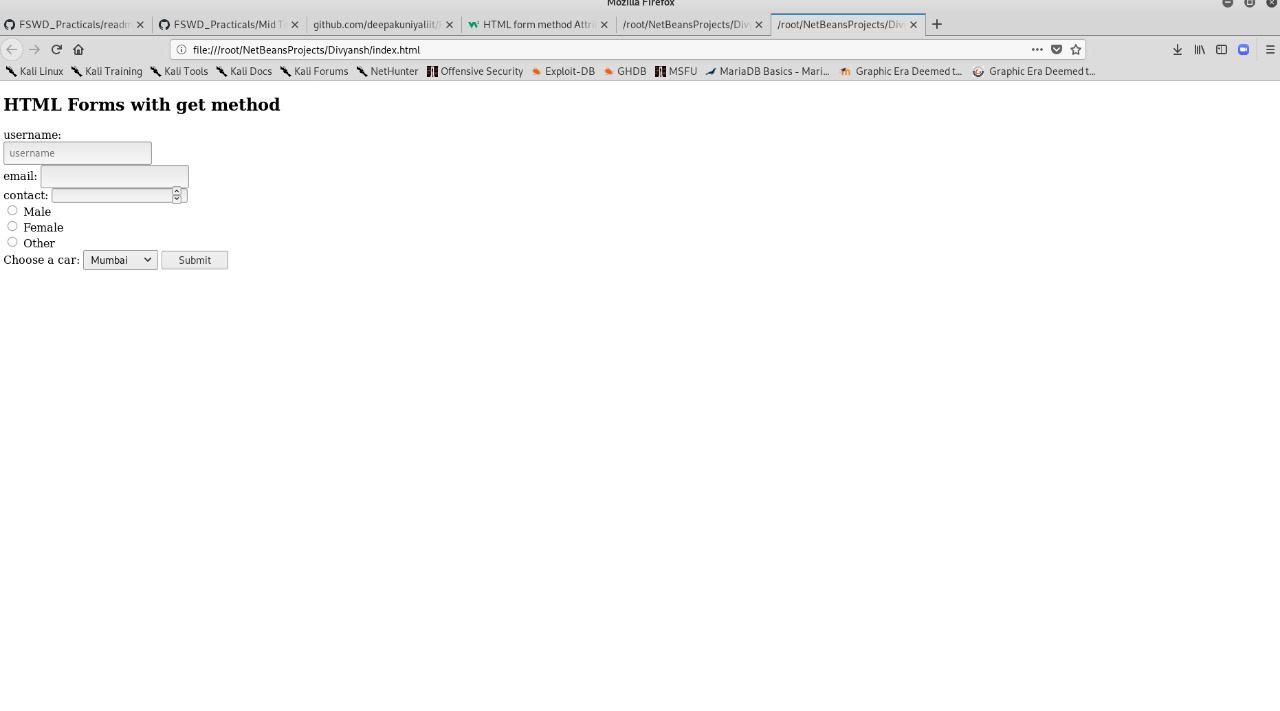 Mozilla Firefox
FSWD_Practicals/readm
FSWD_Practicals/Mid T
github.com/deepakuniyaliit/F
HTML form method Attri
/root/NetBeansProjects/Divy
/root/NetBeansProjects/Divy
file:///root/NetBeansProjects/Divyansh/index.html
Kali Linux Kali Training Kali Tools Kali Docs Kali Forums NetHunter Offensive Security Exploit-DB GHDB MSFU MariaDB Basics - Mari... Graphic Era Deemed t... Graphic Era Deemed t...
HTML Forms with get method
username:
username
email:
contact:
Male
Female
Other
Choose a car: Mumbai Submit